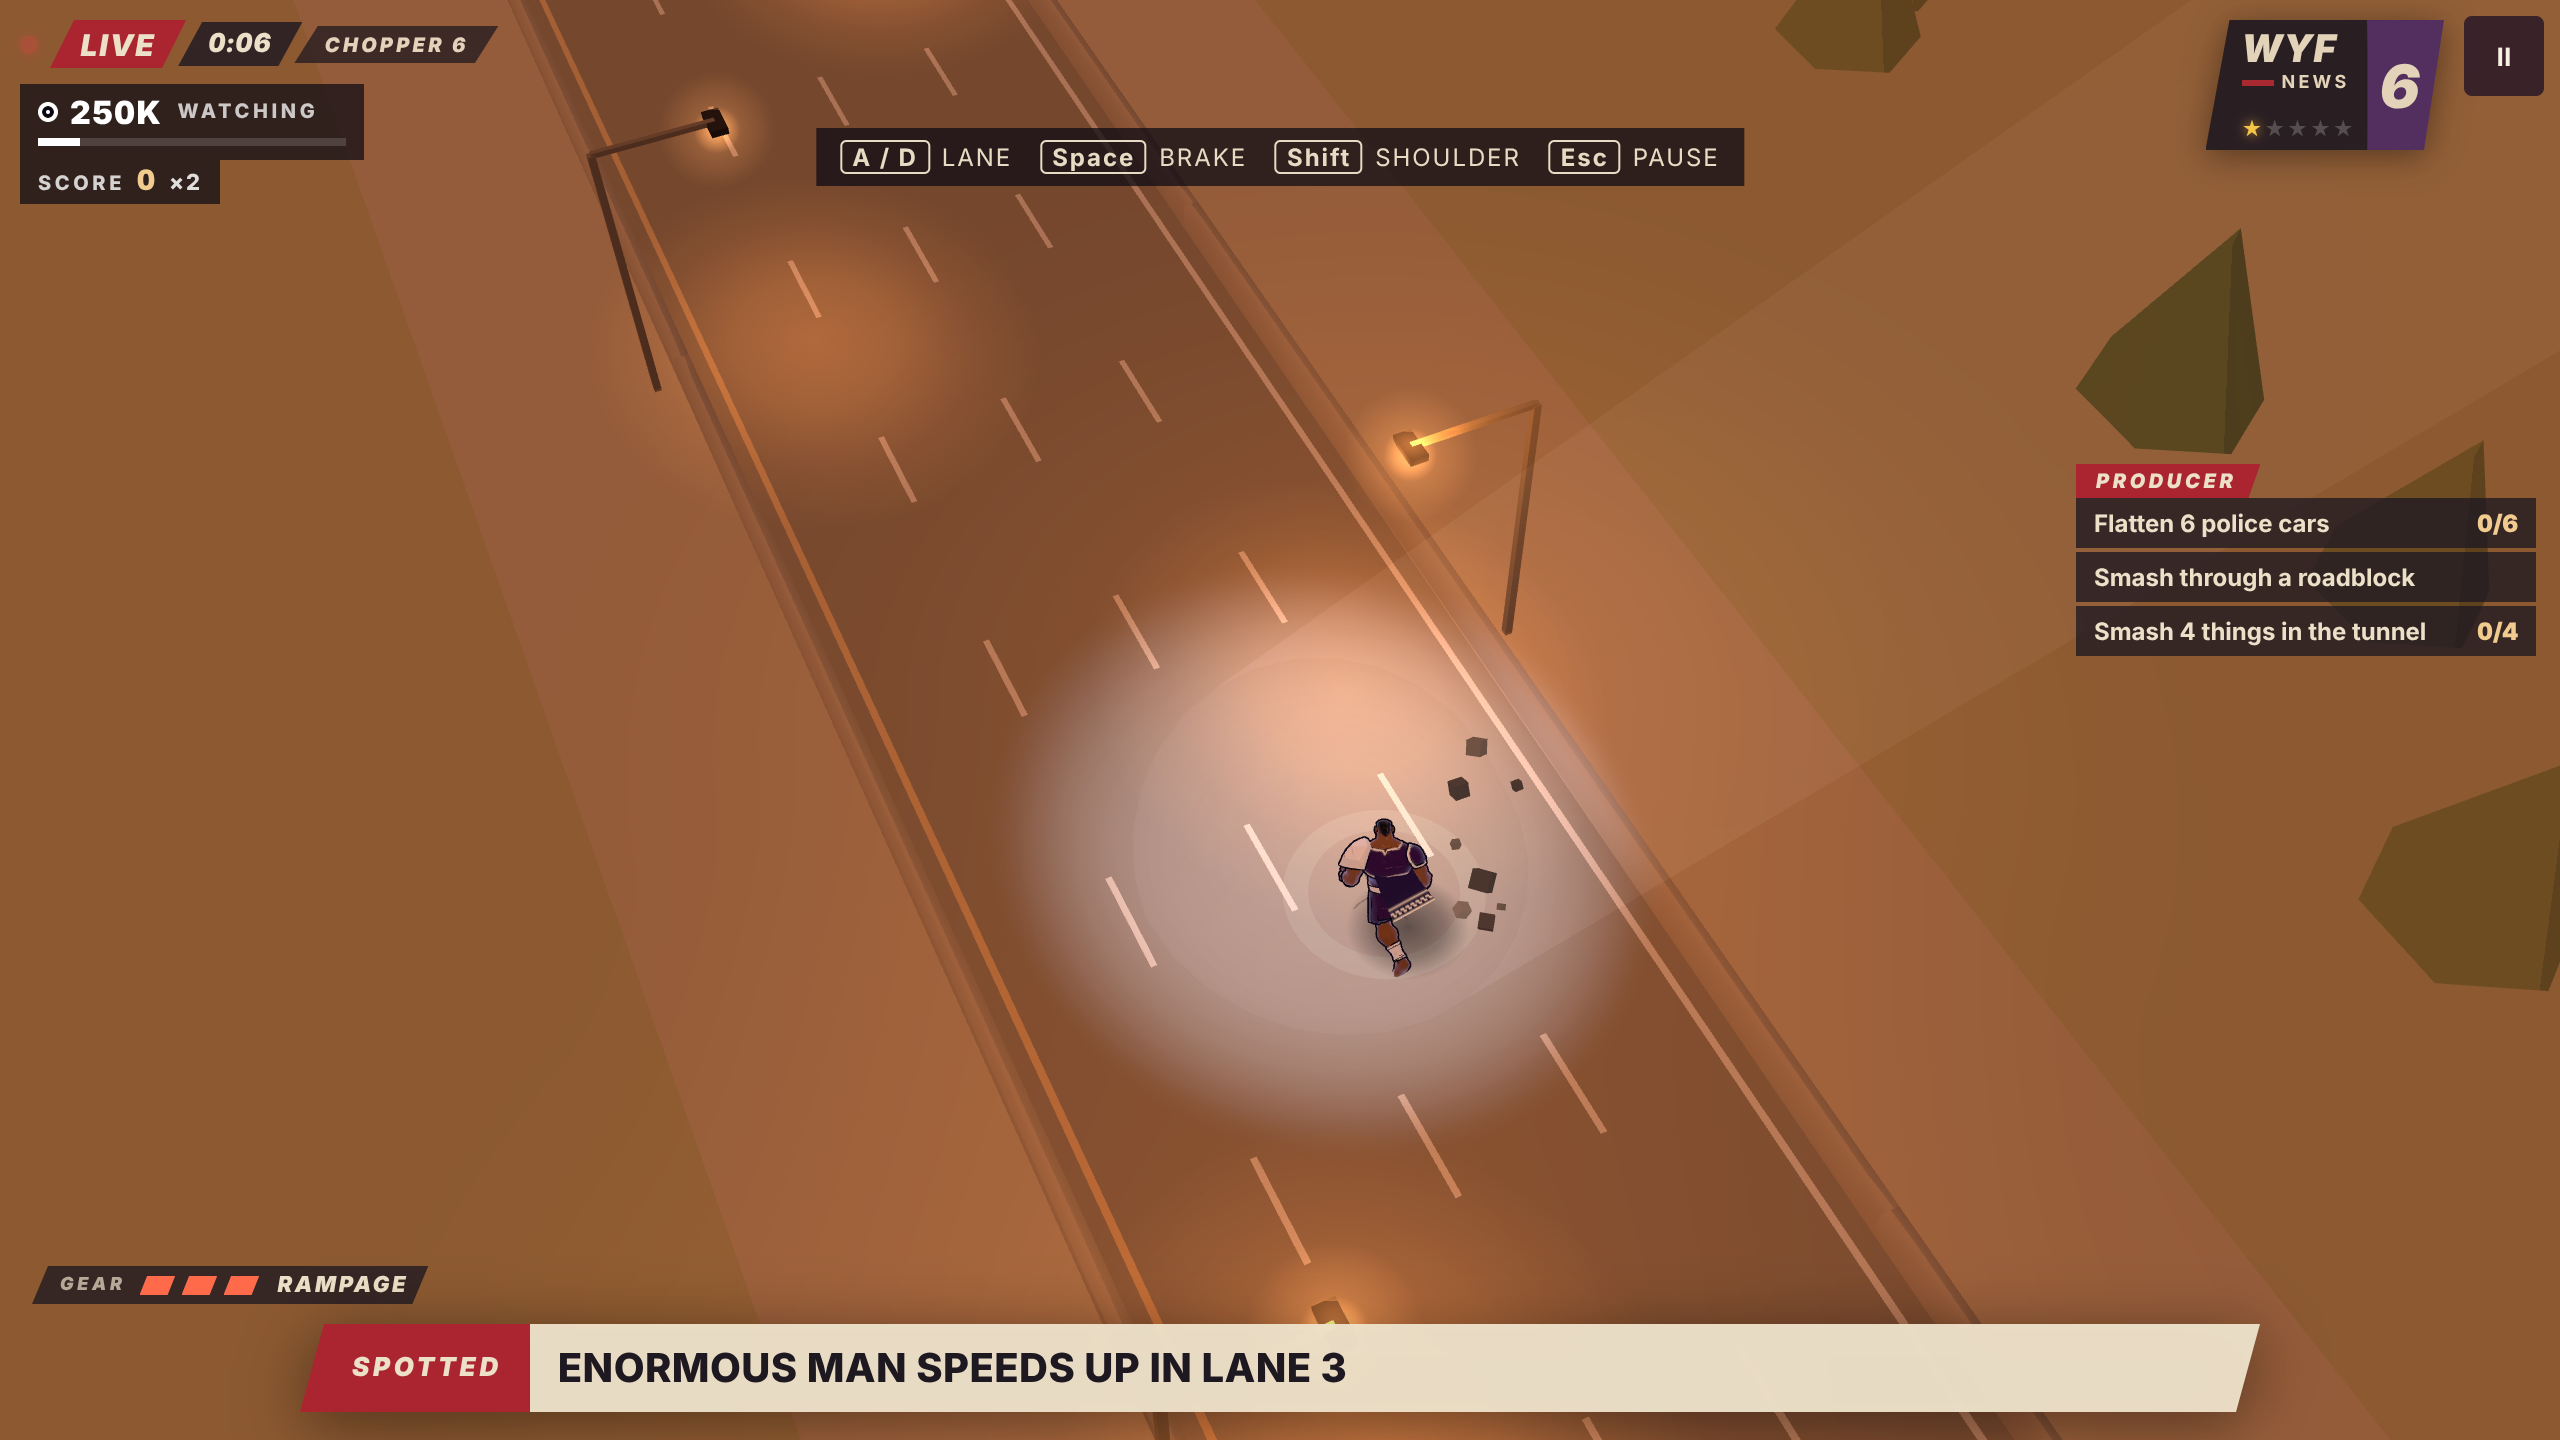 LIVE 0:06 CHOPPER 6
250K WATCHING
SCORE 0 ×2
A / D LANE Space BRAKE Shift SHOULDER Esc PAUSE
WYF
NEWS
6
PRODUCER
Flatten 6 police cars 0/6
Smash through a roadblock
Smash 4 things in the tunnel 0/4
GEAR RAMPAGE
SPOTTED ENORMOUS MAN SPEEDS UP IN LANE 3